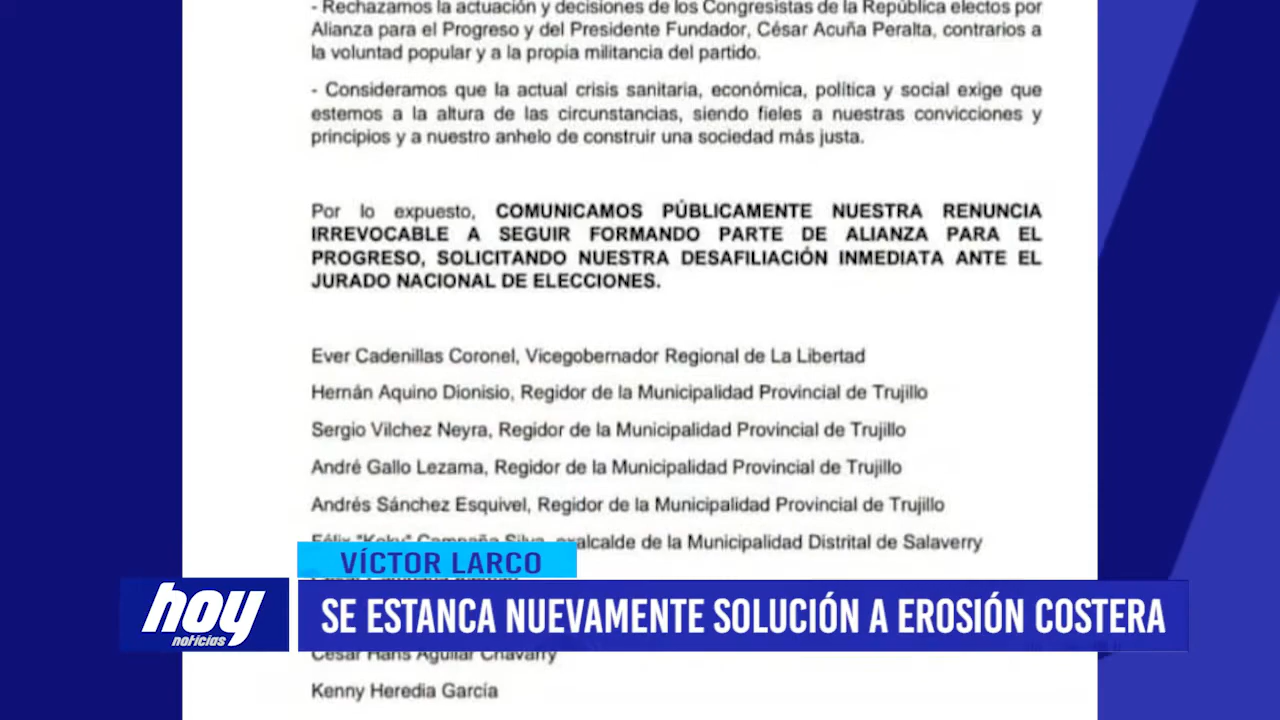 - Rechazamos la actuación y decisiones de los Congresistas de la República electos por
Alianza para el Progreso y del Presidente Fundador, César Acuña Peralta, contrarios a
la voluntad popular y a la propia militancia del partido.
- Consideramos que la actual crisis sanitaria, económica, política y social exige que
estemos a la altura de las circunstancias, siendo fieles a nuestras convicciones y
principios y a nuestro anhelo de construir una sociedad más justa.
Por lo expuesto, COMUNICAMOS PÚBLICAMENTE NUESTRA RENUNCIA
IRREVOCABLE A SEGUIR FORMANDO PARTE DE ALIANZA PARA EL
PROGRESO, SOLICITANDO NUESTRA DESAFILIACIÓN INMEDIATA ANTE EL
JURADO NACIONAL DE ELECCIONES.
Ever Cadenillas Coronel, Vicegobernador Regional de La Libertad
Hernán Aquino Dionisio, Regidor de la Municipalidad Provincial de Trujillo
Sergio Vilchez Neyra, Regidor de la Municipalidad Provincial de Trujillo
André Gallo Lezama, Regidor de la Municipalidad Provincial de Trujillo
Andrés Sánchez Esquivel, Regidor de la Municipalidad Provincial de Trujillo
Félix "Koky" Campaña Silva, exalcalde de la Municipalidad Distrital de Salaverry
VÍCTOR LARCO
hoy
noticias
SE ESTANCA NUEVAMENTE SOLUCIÓN A EROSIÓN COSTERA
César Hans Aguilar Chavarry
Kenny Heredia García